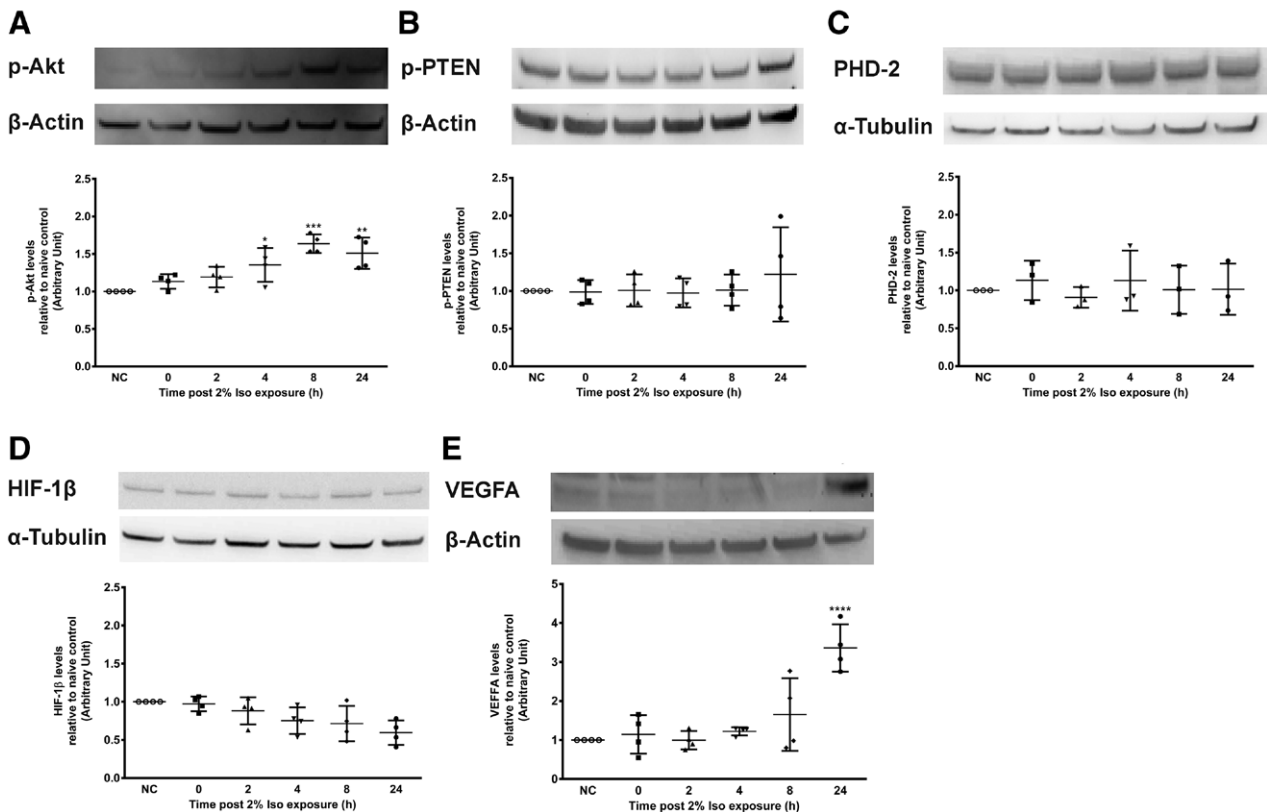 A
p-Akt
β-Actin
p-Akt levels
relative to naive control
(Arbitrary Unit)
2.5
2.0
1.5
1.0
0.5
0.0
*
***
**
NC 0 2 4 8 24
Time post 2% Iso exposure (h)
B
p-PTEN
β-Actin
p-PTEN levels
relative to naive control
(Arbitrary Unit)
2.5
2.0
1.5
1.0
0.5
0.0
NC 0 2 4 8 24
Time post 2% Iso exposure (h)
C
PHD-2
α-Tubulin
PHD-2 levels
relative to naive control
(Arbitrary Unit)
2.5
2.0
1.5
1.0
0.5
0.0
NC 0 2 4 8 24
Time post 2% Iso exposure (h)
D
HIF-1β
α-Tubulin
HIF-1β levels
relative to naive control
(Arbitrary Unit)
2.5
2.0
1.5
1.0
0.5
0.0
NC 0 2 4 8 24
Time post 2% Iso exposure (h)
E
VEGFA
β-Actin
VEFFA levels
relative to naive control
(Arbitrary Unit)
5
4
3
2
1
0
****
NC 0 2 4 8 24
Time post 2% Iso exposure (h)